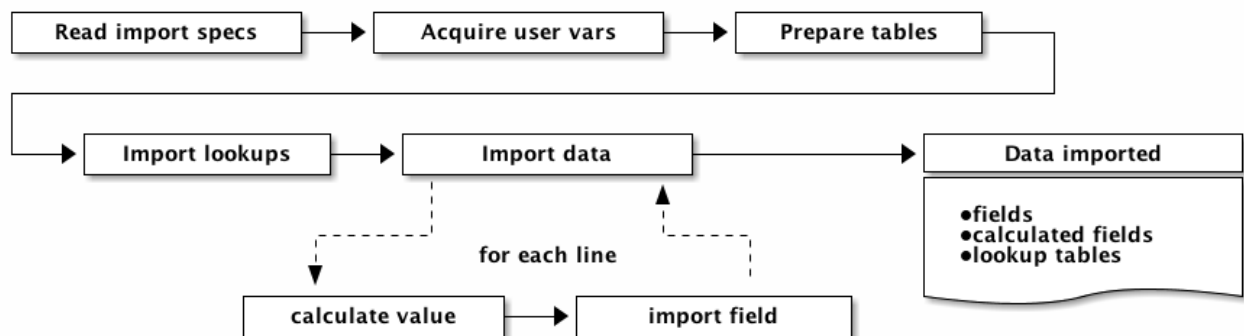 Read import specs
Acquire user vars
Prepare tables
Import lookups
Import data
Data imported
●fields
●calculated fields
●lookup tables
for each line
calculate value
import field